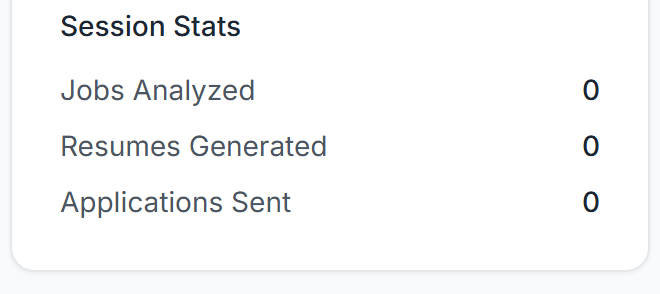 Session Stats
Jobs Analyzed 0
Resumes Generated 0
Applications Sent 0